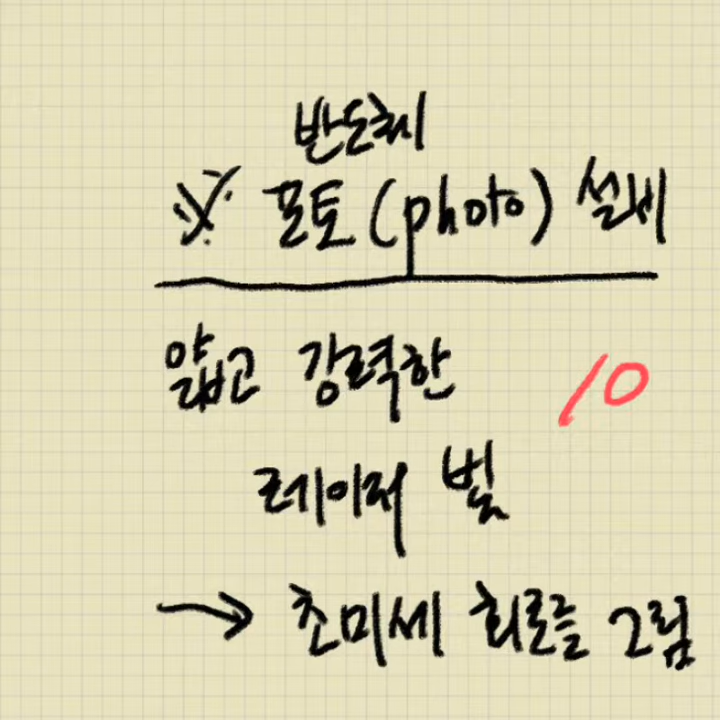 반도체
※ 포토(photo) 설비
얇고 강력한
10
레이저 빛
→ 초미세 회로를 그림